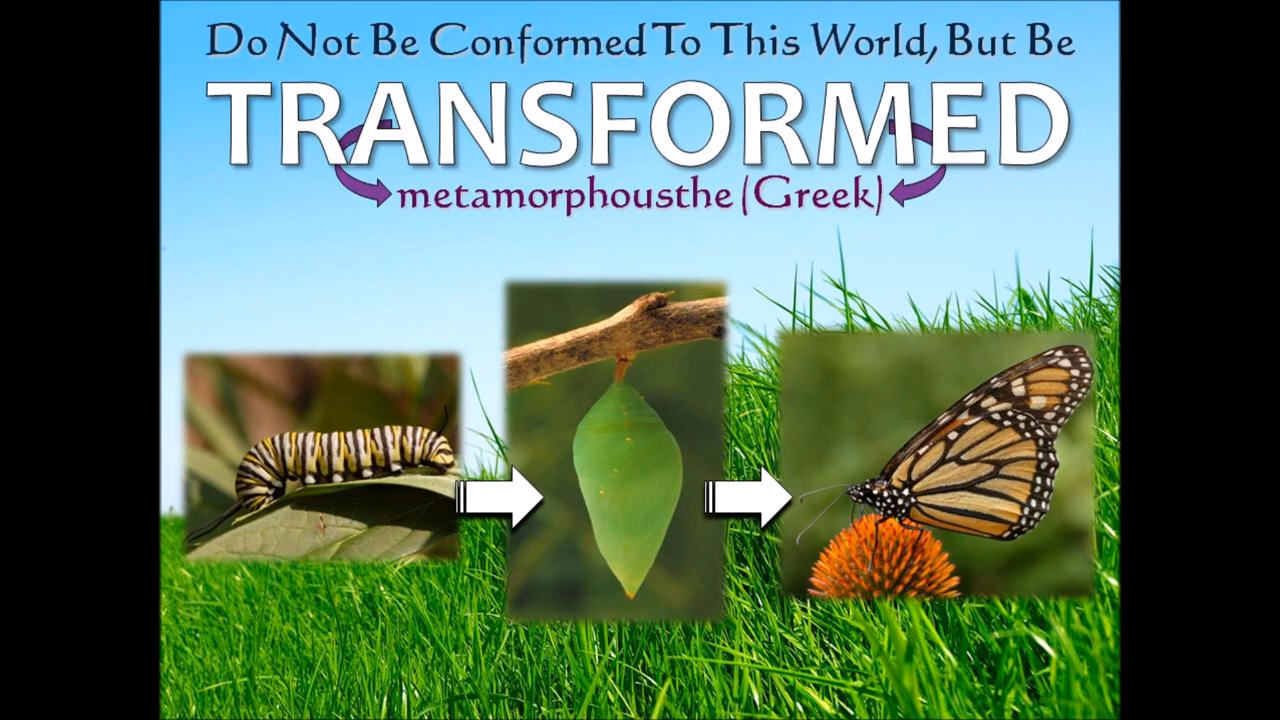 Do Not Be Conformed To This World, But Be
TRANSFORMED
metamorphousthe (Greek)